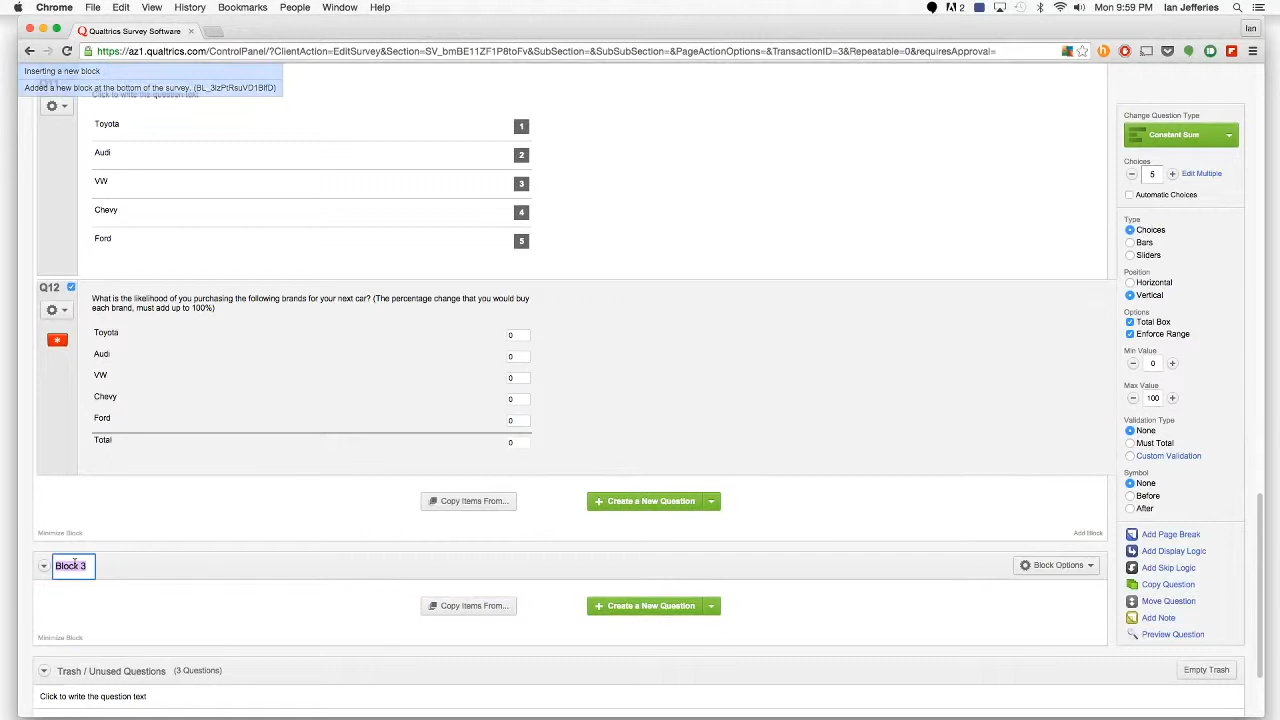 Chrome File Edit View History Bookmarks People Window Help
2 Mon 9:59 PM Ian Jefferies
Qualtrics Survey Software
Ian
https://az1.qualtrics.com/ControlPanel/?ClientAction=EditSurvey&Section=SV_bmBE11ZF1P8toFv&SubSection=&SubSubSection=&PageActionOptions=&TransactionID=3&Repeatable=0&requiresApproval=
Inserting a new block
Added a new block at the bottom of the survey.
Click to write the question text
Toyota 1
Audi 2
VW 3
Chevy 4
Ford 5
Q12
What is the likelihood of you purchasing the following brands for your next car? (The percentage change that you would buy
each brand, must add up to 100%)
Toyota 0
Audi 0
VW 0
Chevy 0
Ford 0
Total 0
Copy Items From... Create a New Question
Minimize Block Add Block
Block 3 Block Options
Copy Items From... Create a New Question
Minimize Block
Trash / Unused Questions (3 Questions) Empty Trash
Click to write the question text
Change Question Type
Constant Sum
Choices
5 Edit Multiple
Automatic Choices
Type
Choices
Bars
Sliders
Position
Horizontal
Vertical
Options
Total Box
Enforce Range
Min Value
0
Max Value
100
Validation Type
None
Must Total
Custom Validation
Symbol
None
Before
After
Add Page Break
Add Display Logic
Add Skip Logic
Copy Question
Move Question
Add Note
Preview Question